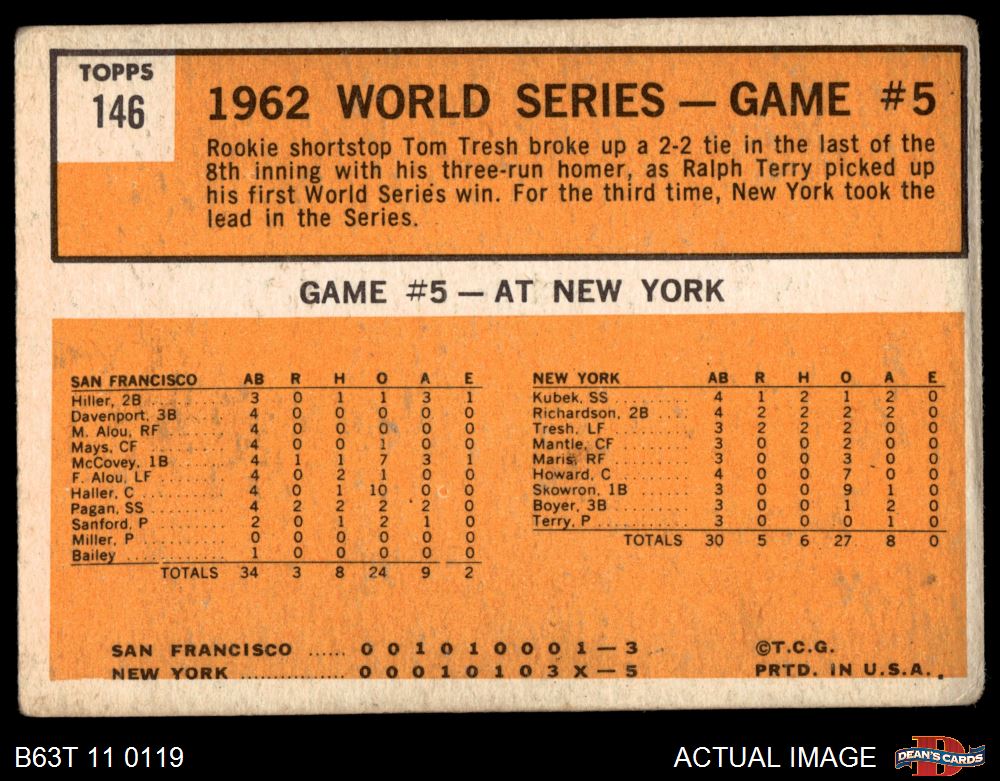 TOPPS
146
1962 WORLD SERIES — GAME #5
Rookie shortstop Tom Tresh broke up a 2-2 tie in the last of the
8th inning with his three-run homer, as Ralph Terry picked up
his first World Series win. For the third time, New York took the
lead in the Series.
GAME #5 — AT NEW YORK
SAN FRANCISCO AB R H O A E
Hiller, 2B ........ 3 0 1 1 3 1
Davenport, 3B ..... 4 0 0 0 0 0
M. Alou, RF ....... 4 0 0 0 0 0
Mays, CF .......... 4 0 0 1 0 0
McCovey, 1B ....... 4 1 1 7 3 1
F. Alou, LF ....... 4 0 2 1 0 0
Haller, C ......... 4 0 1 10 0 0
Pagan, SS ......... 4 2 2 2 2 0
Sanford, P ........ 2 0 1 2 1 0
Miller, P ......... 0 0 0 0 0 0
Bailey ............ 1 0 0 0 0 0
TOTALS 34 3 8 24 9 2
NEW YORK AB R H O A E
Kubek, SS ......... 4 1 2 1 2 0
Richardson, 2B .... 4 2 2 2 2 0
Tresh, LF ......... 3 2 2 2 0 0
Mantle, CF ........ 3 0 0 2 0 0
Maris, RF ......... 3 0 0 3 0 0
Howard, C ......... 4 0 0 7 0 0
Skowron, 1B ....... 3 0 0 9 1 0
Boyer, 3B ......... 3 0 0 1 2 0
Terry, P .......... 3 0 0 0 1 0
TOTALS 30 5 6 27 8 0
SAN FRANCISCO ...... 0 0 1 0 1 0 0 0 1 — 3
NEW YORK ............... 0 0 0 1 0 1 0 3 X — 5
©T.C.G.
PRTD. IN U.S.A.
B63T 11 0119
ACTUAL IMAGE
D
DEAN'S CARDS